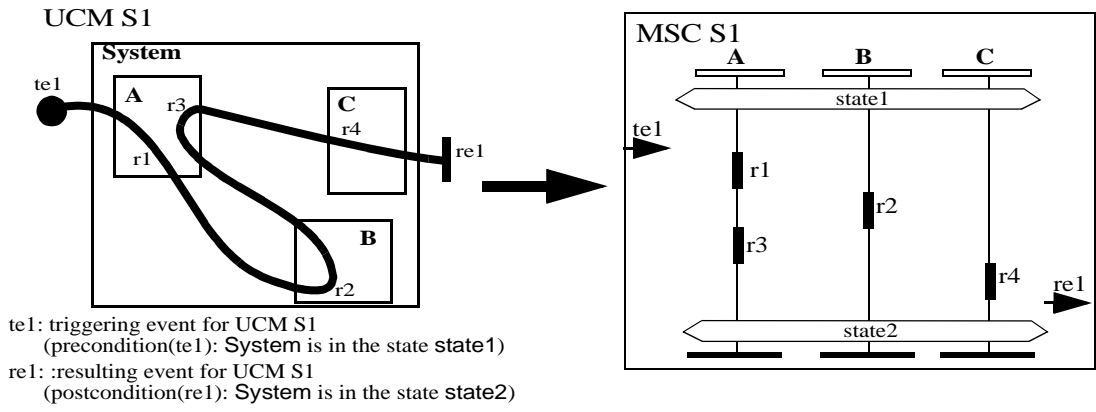 UCM S1
System
te1
A
r3
C
r4
r1
re1
B
r2
te1: triggering event for UCM S1
(precondition(te1): System is in the state state1)
re1: :resulting event for UCM S1
(postcondition(re1): System is in the state state2)
MSC S1
A B C
state1
te1
r1
r2
r3
r4
re1
state2